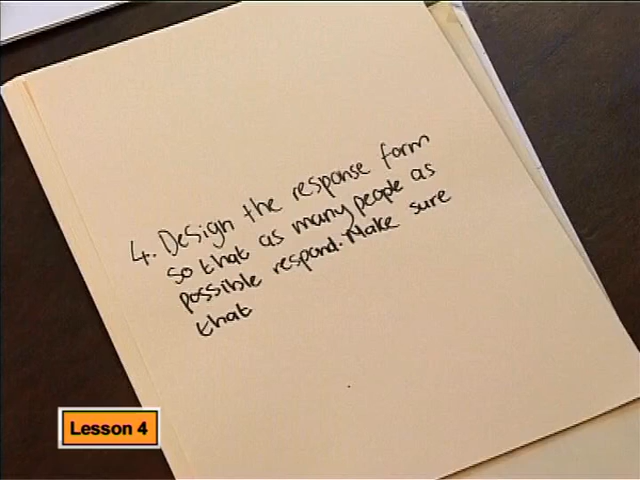 4. Design the response form
so that as many people as
possible respond. Make sure
that
Lesson 4